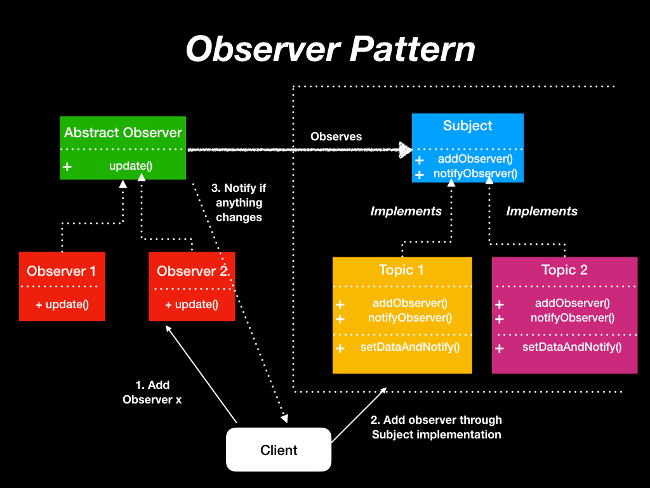 Observer Pattern
Abstract Observer
+ update()
Observes
Subject
+ addObserver()
+ notifyObserver()
3. Notify if
anything
changes
Implements
Implements
Observer 1
+ update()
Observer 2
+ update()
Topic 1
+ addObserver()
+ notifyObserver()
+ setDataAndNotify()
Topic 2
+ addObserver()
+ notifyObserver()
+ setDataAndNotify()
1. Add
Observer x
2. Add observer through
Subject implementation
Client